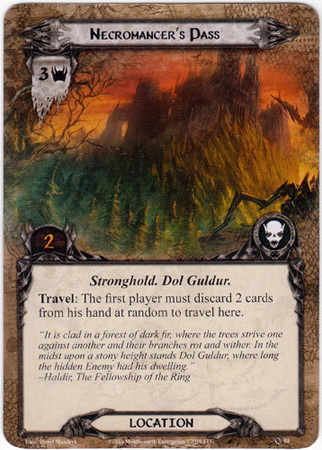 Necromancer's Pass
3
2
Stronghold. Dol Guldur.
Travel: The first player must discard 2 cards
from his hand at random to travel here.
"It is clad in a forest of dark fir, where the trees strive one
against another and their branches rot and wither. In the
midst upon a stony height stands Dol Guldur, where long
the hidden Enemy had his dwelling."
–Haldir, The Fellowship of the Ring
LOCATION